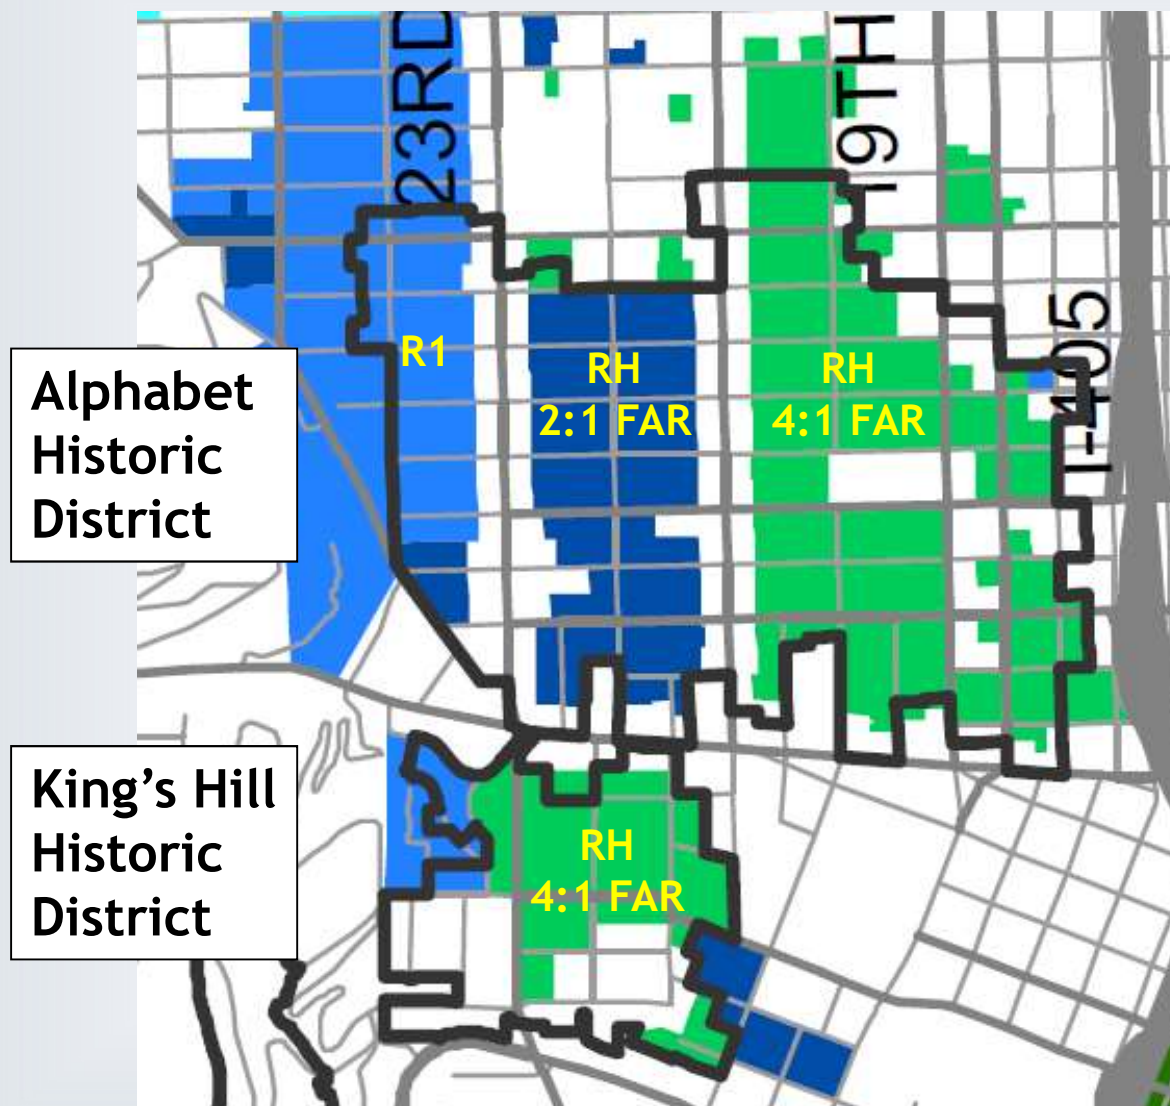 23RD
19TH
I-405
R1
RH
2:1 FAR
RH
4:1 FAR
Alphabet
Historic
District
King's Hill
Historic
District
RH
4:1 FAR